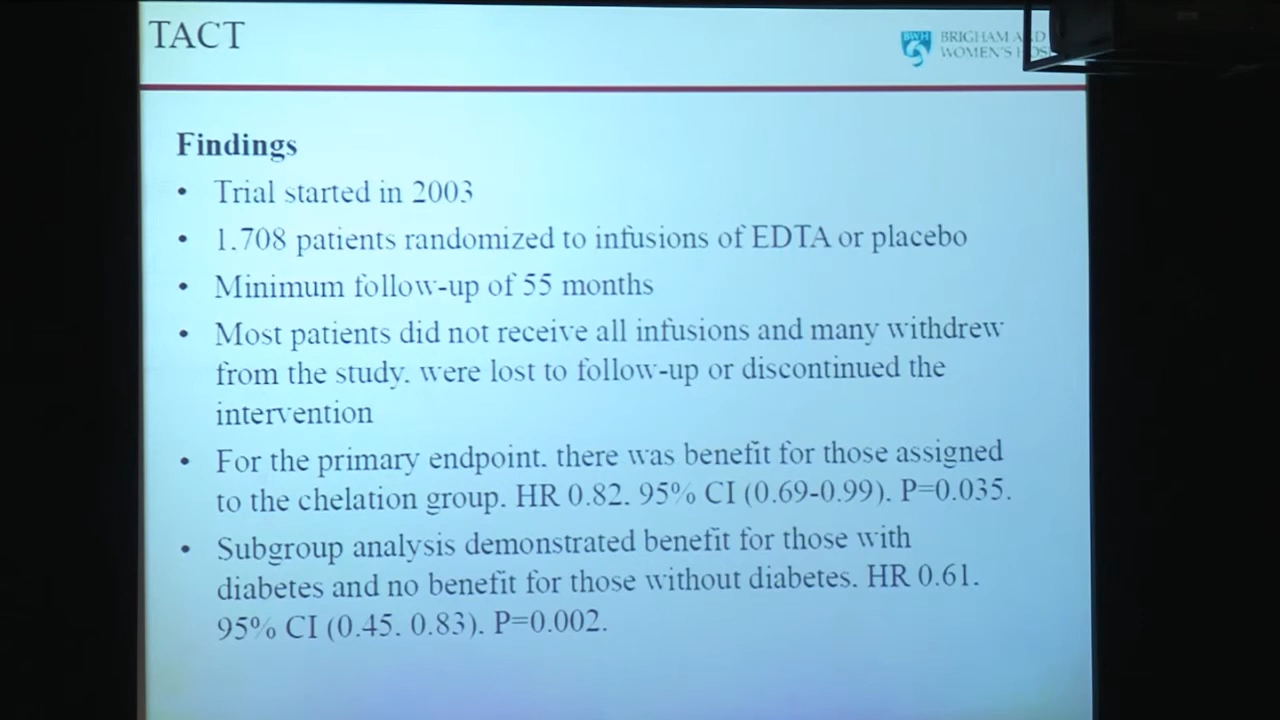 TACT
BWH
BRIGHAM AND
WOMEN'S HOS
Findings
• Trial started in 2003
• 1,708 patients randomized to infusions of EDTA or placebo
• Minimum follow-up of 55 months
• Most patients did not receive all infusions and many withdrew
from the study, were lost to follow-up or discontinued the
intervention
• For the primary endpoint, there was benefit for those assigned
to the chelation group. HR 0.82, 95% CI (0.69-0.99), P=0.035.
• Subgroup analysis demonstrated benefit for those with
diabetes and no benefit for those without diabetes. HR 0.61,
95% CI (0.45, 0.83), P=0.002.